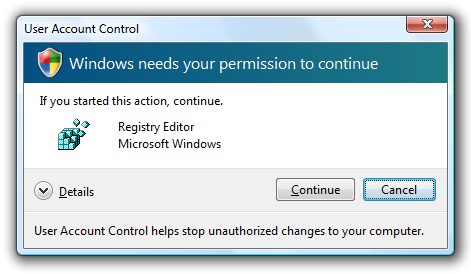 User Account Control
Windows needs your permission to continue
If you started this action, continue.
Registry Editor
Microsoft Windows
Details
Continue
Cancel
User Account Control helps stop unauthorized changes to your computer.